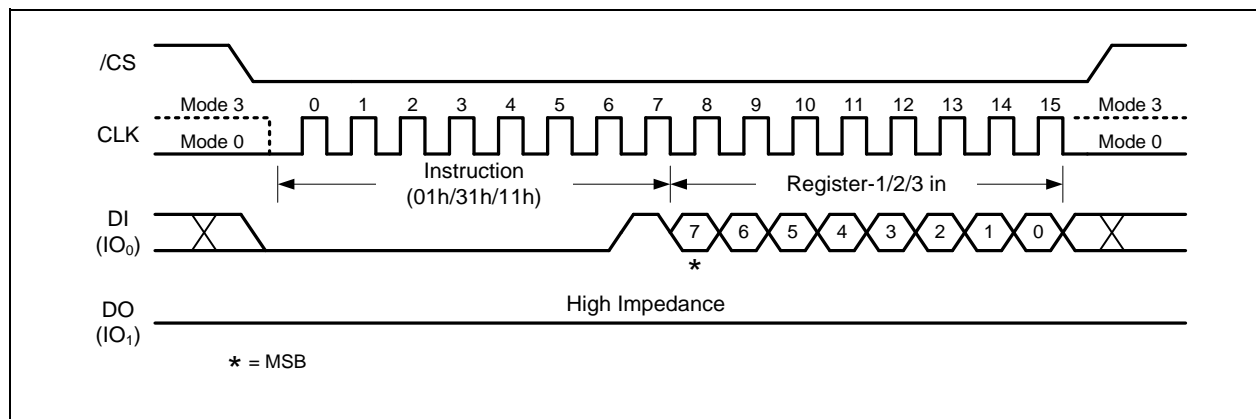 /CS
Mode 3 0 1 2 3 4 5 6 7 8 9 10 11 12 13 14 15 Mode 3
CLK
Mode 0 Mode 0
Instruction
(01h/31h/11h)
Register-1/2/3 in
DI
(IO₀)
7 6 5 4 3 2 1 0
*
High Impedance
DO
(IO₁)
* = MSB